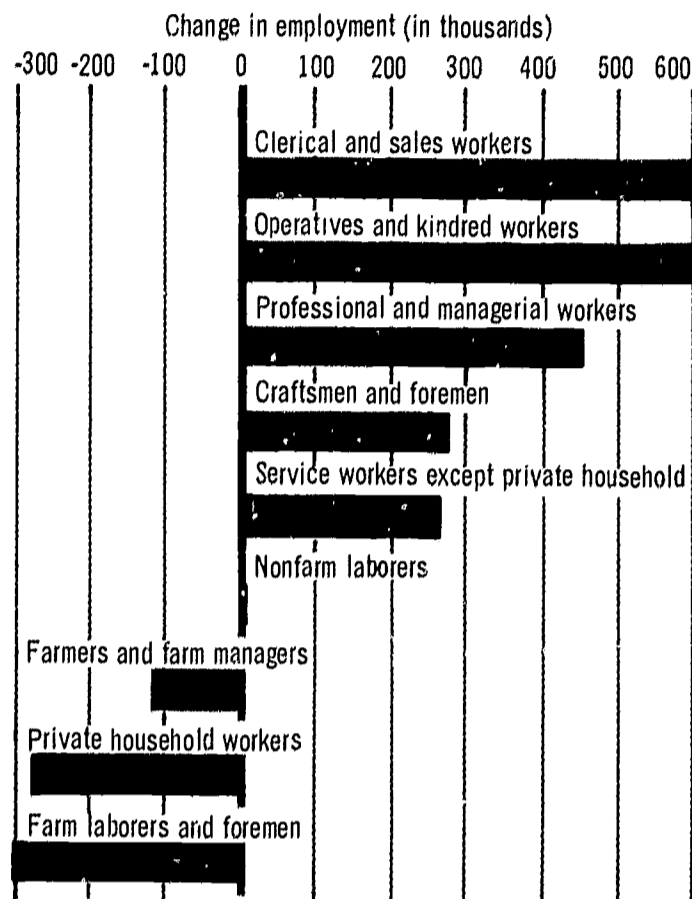 Change in employment (in thousands)
-300 -200 -100 0 100 200 300 400 500 600
Clerical and sales workers
Operatives and kindred workers
Professional and managerial workers
Craftsmen and foremen
Service workers except private household
Nonfarm laborers
Farmers and farm managers
Private household workers
Farm laborers and foremen